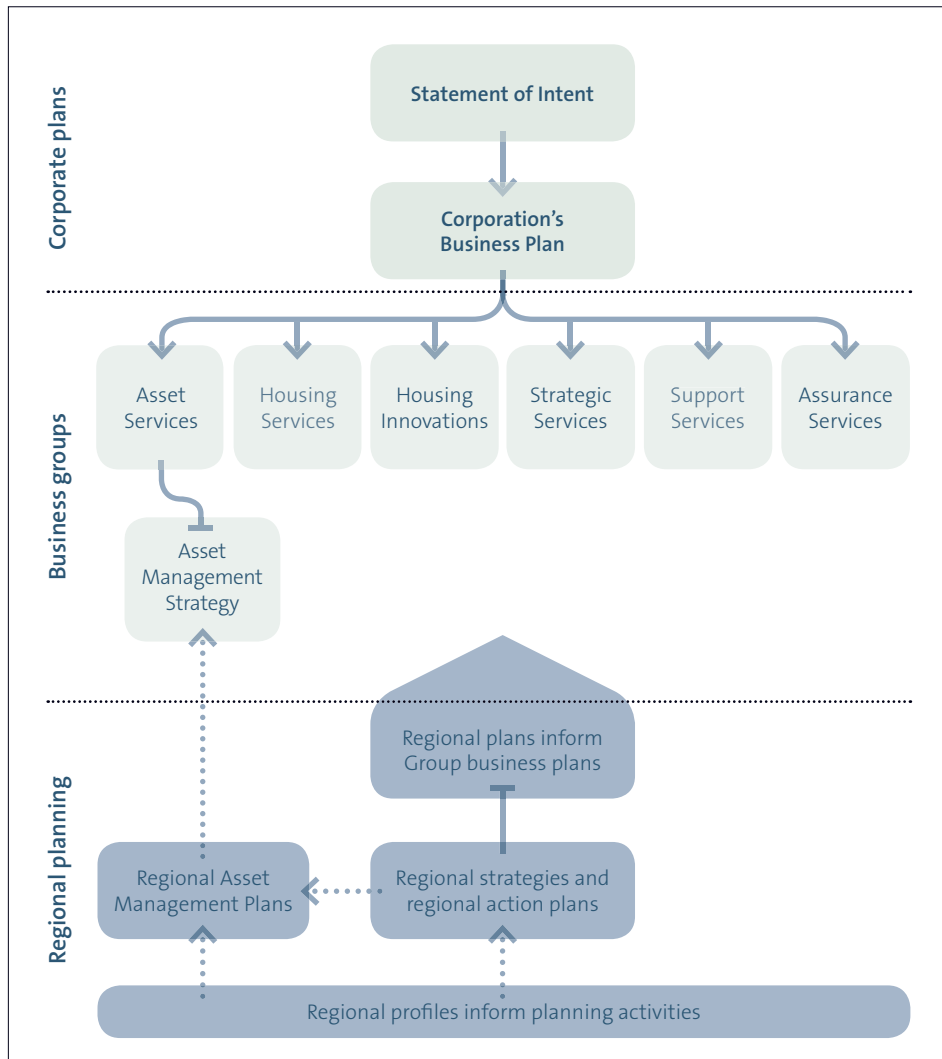 Corporate plans
Statement of Intent
Corporation’s
Business Plan
Business groups
Asset
Services
Housing
Services
Housing
Innovations
Strategic
Services
Support
Services
Assurance
Services
Asset
Management
Strategy
Regional planning
Regional plans inform
Group business plans
Regional Asset
Management Plans
Regional strategies and
regional action plans
Regional profiles inform planning activities